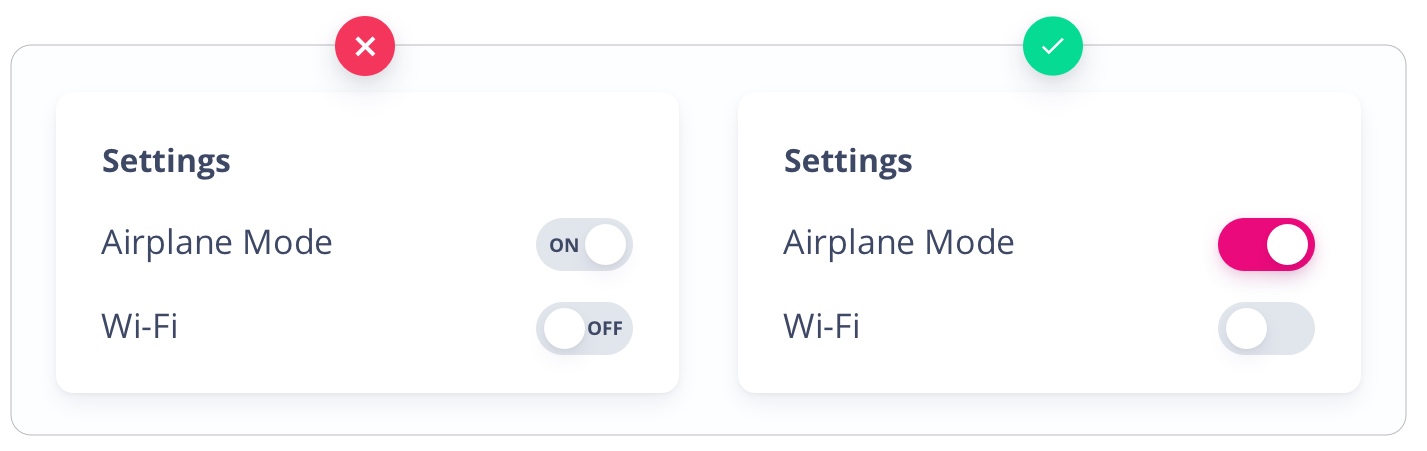 Settings
Airplane Mode ON
Wi-Fi OFF
Settings
Airplane Mode
Wi-Fi